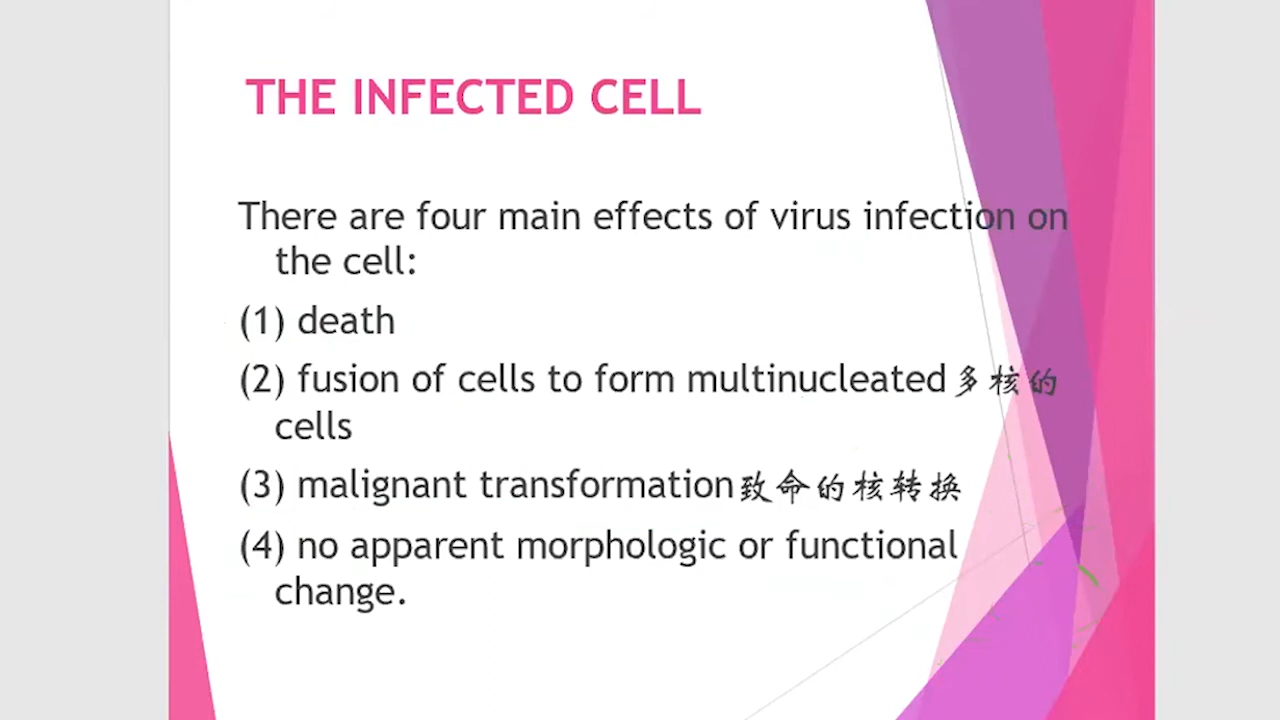 THE INFECTED CELL
There are four main effects of virus infection on
the cell:
(1) death
(2) fusion of cells to form multinucleated多核的
cells
(3) malignant transformation致命的核转换
(4) no apparent morphologic or functional
change.